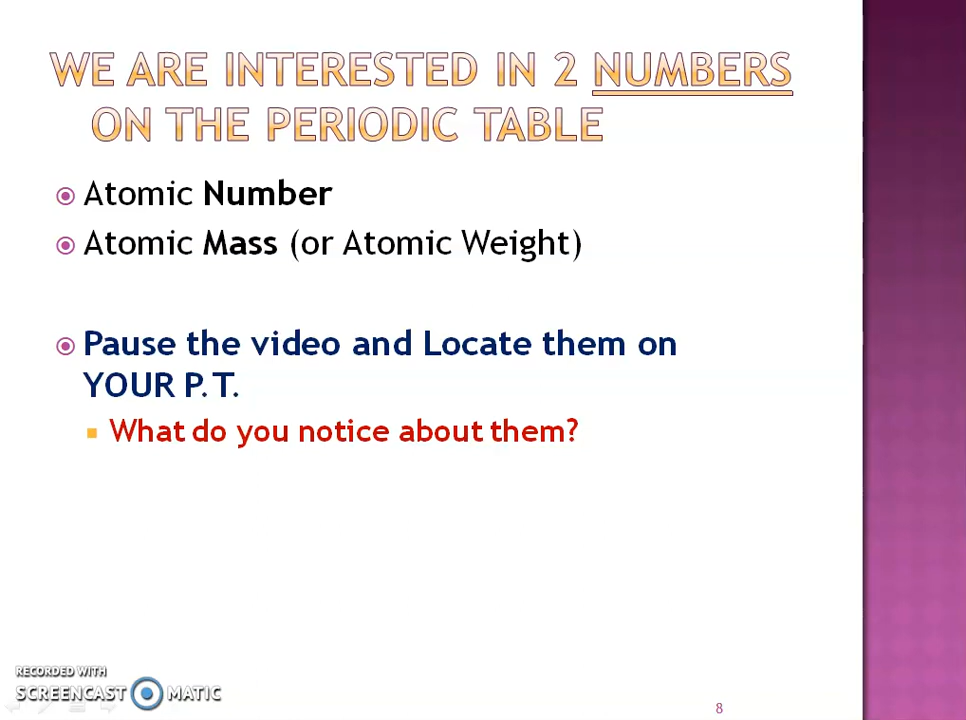 WE ARE INTERESTED IN 2 NUMBERS
ON THE PERIODIC TABLE
Atomic Number
Atomic Mass (or Atomic Weight)
Pause the video and Locate them on
YOUR P.T.
What do you notice about them?
RECORDED WITH
SCREENCAST MATIC
8